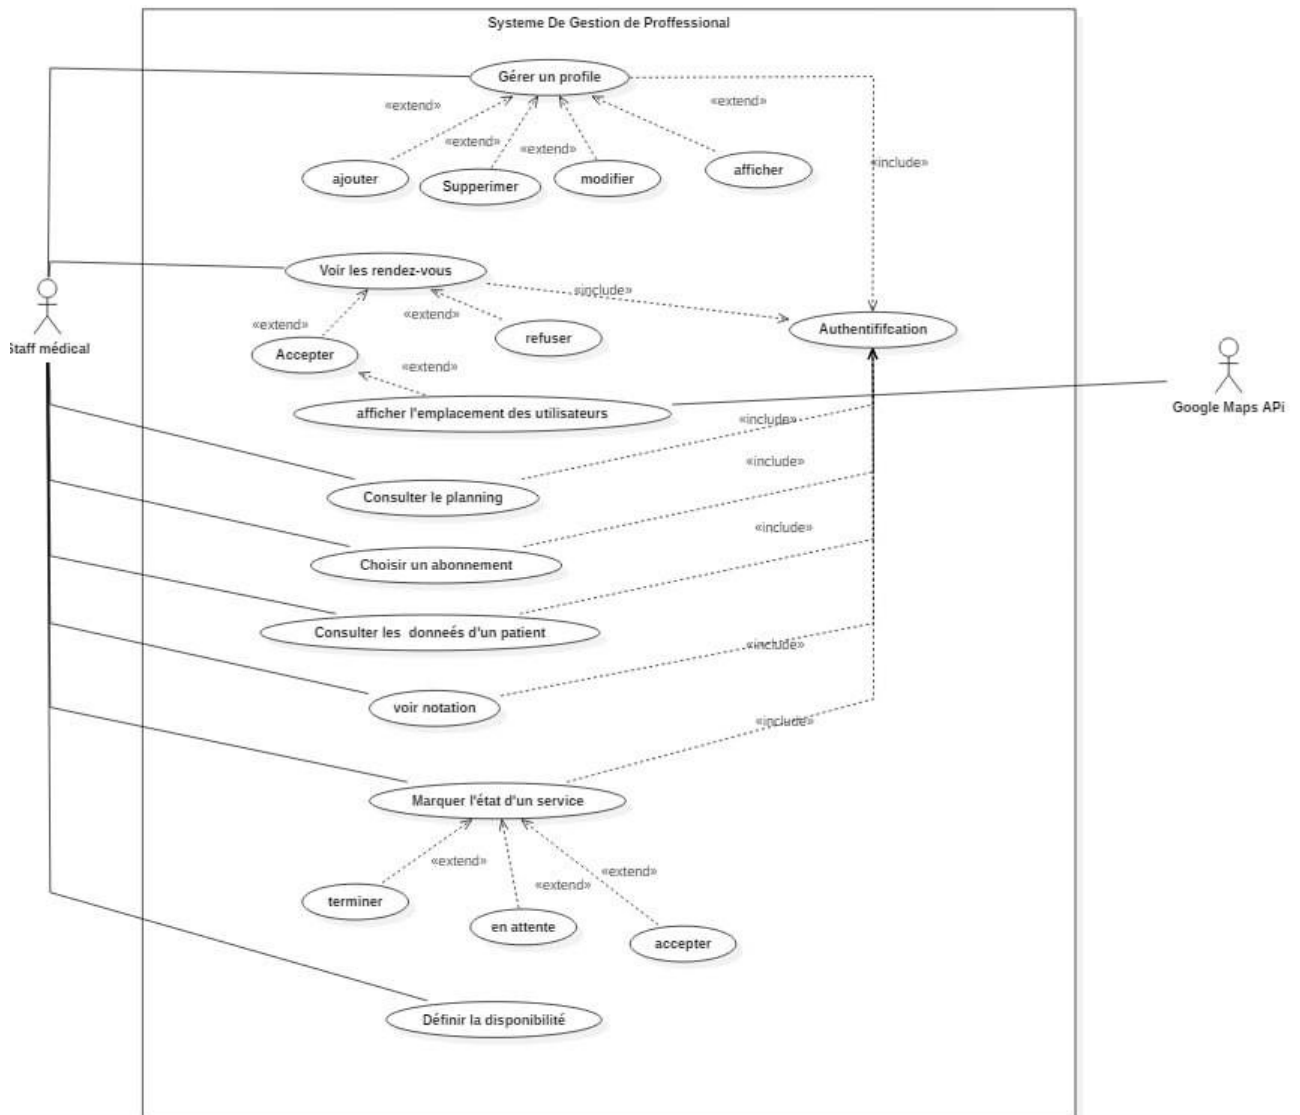 Systeme De Gestion de Proffessional
Gérer un profile
«extend»
«extend»
«extend»
«extend»
«include»
ajouter
Supperimer
modifier
afficher
Voir les rendez-vous
«include»
«extend»
«extend»
Accepter
refuser
Authentififcation
Staff médical
«extend»
afficher l'emplacement des utilisateurs
Google Maps APi
«include»
Consulter le planning
«include»
Choisir un abonnement
«include»
Consulter les donneés d'un patient
«include»
voir notation
«include»
Marquer l'état d'un service
«extend»
«extend»
«extend»
terminer
en attente
accepter
Définir la disponibilité